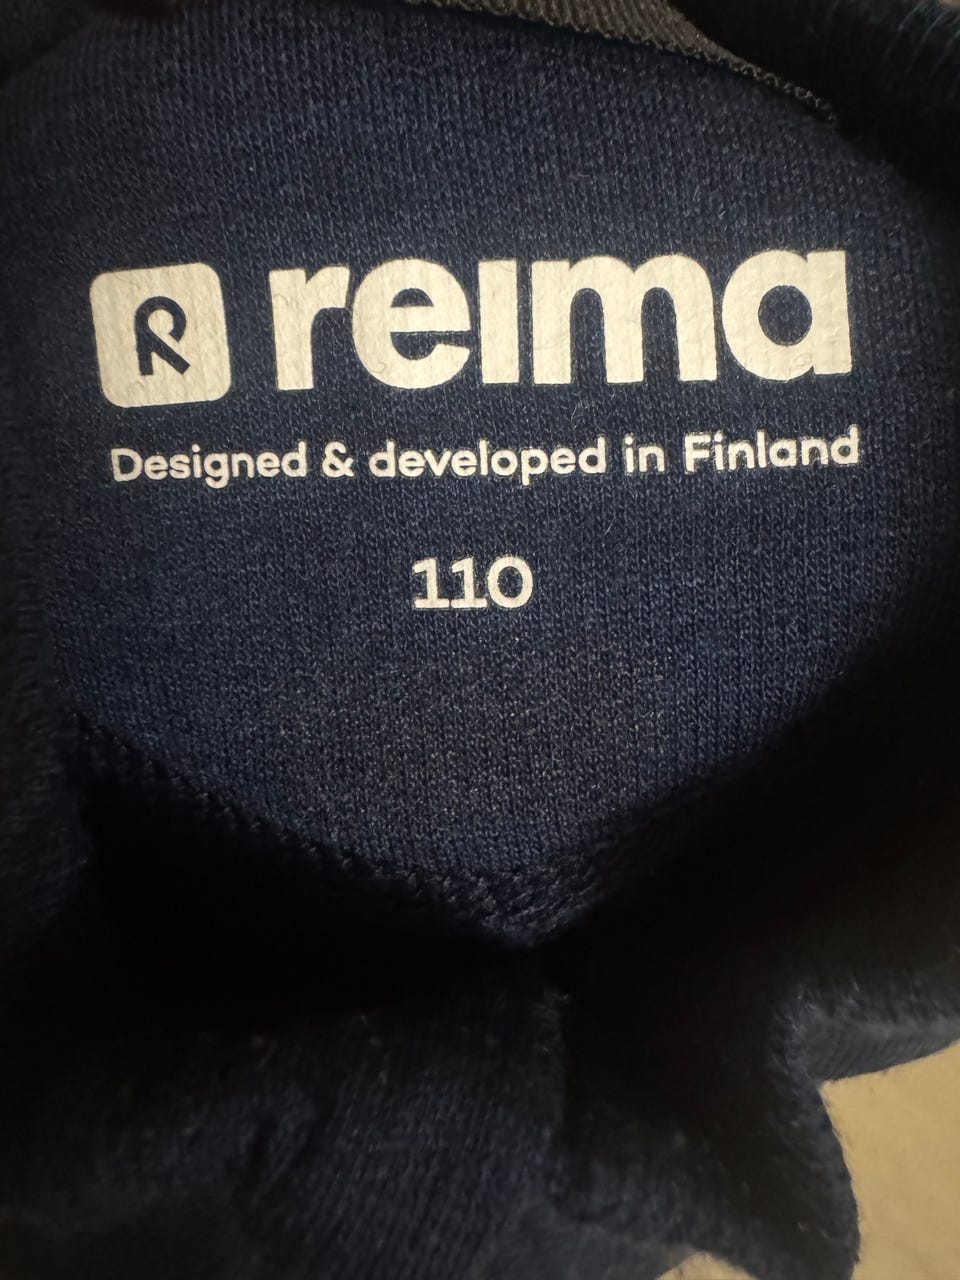 reima
Designed & developed in Finland
110